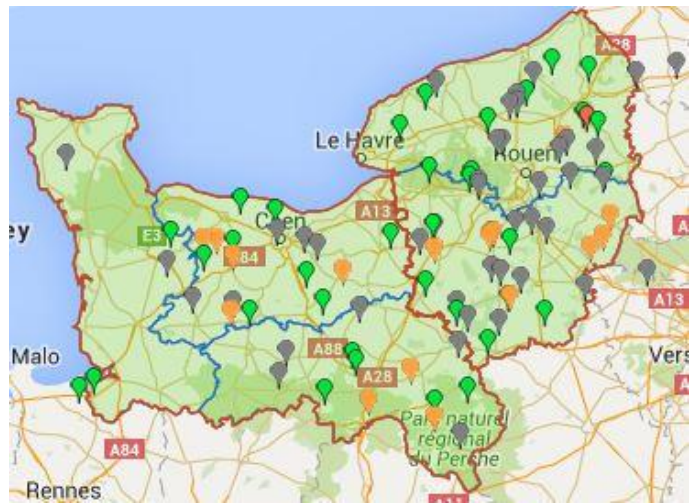 A28
Le Havre
Rouen
A13
ey
E3
Caen
A84
A13
Malo
A88
Vers
A28
Parc naturel
régional
du Perche
A84
A11
Rennes